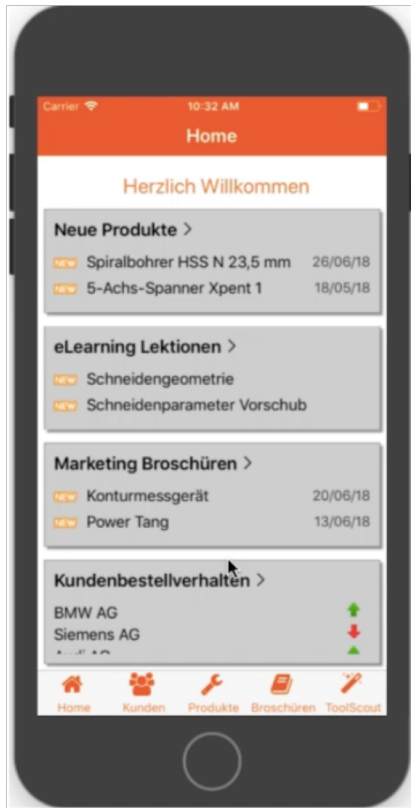 Carrier 10:32 AM
Home
Herzlich Willkommen
Neue Produkte >
NEW Spiralbohrer HSS N 23,5 mm 26/06/18
NEW 5-Achs-Spanner Xpent 1 18/05/18
eLearning Lektionen >
NEW Schneidengeometrie
NEW Schneidenparameter Vorschub
Marketing Broschüren >
NEW Konturmessgerät 20/06/18
NEW Power Tang 13/06/18
Kundenbestellverhalten >
BMW AG
Siemens AG
Audi AG
Home Kunden Produkte Broschüren ToolScout